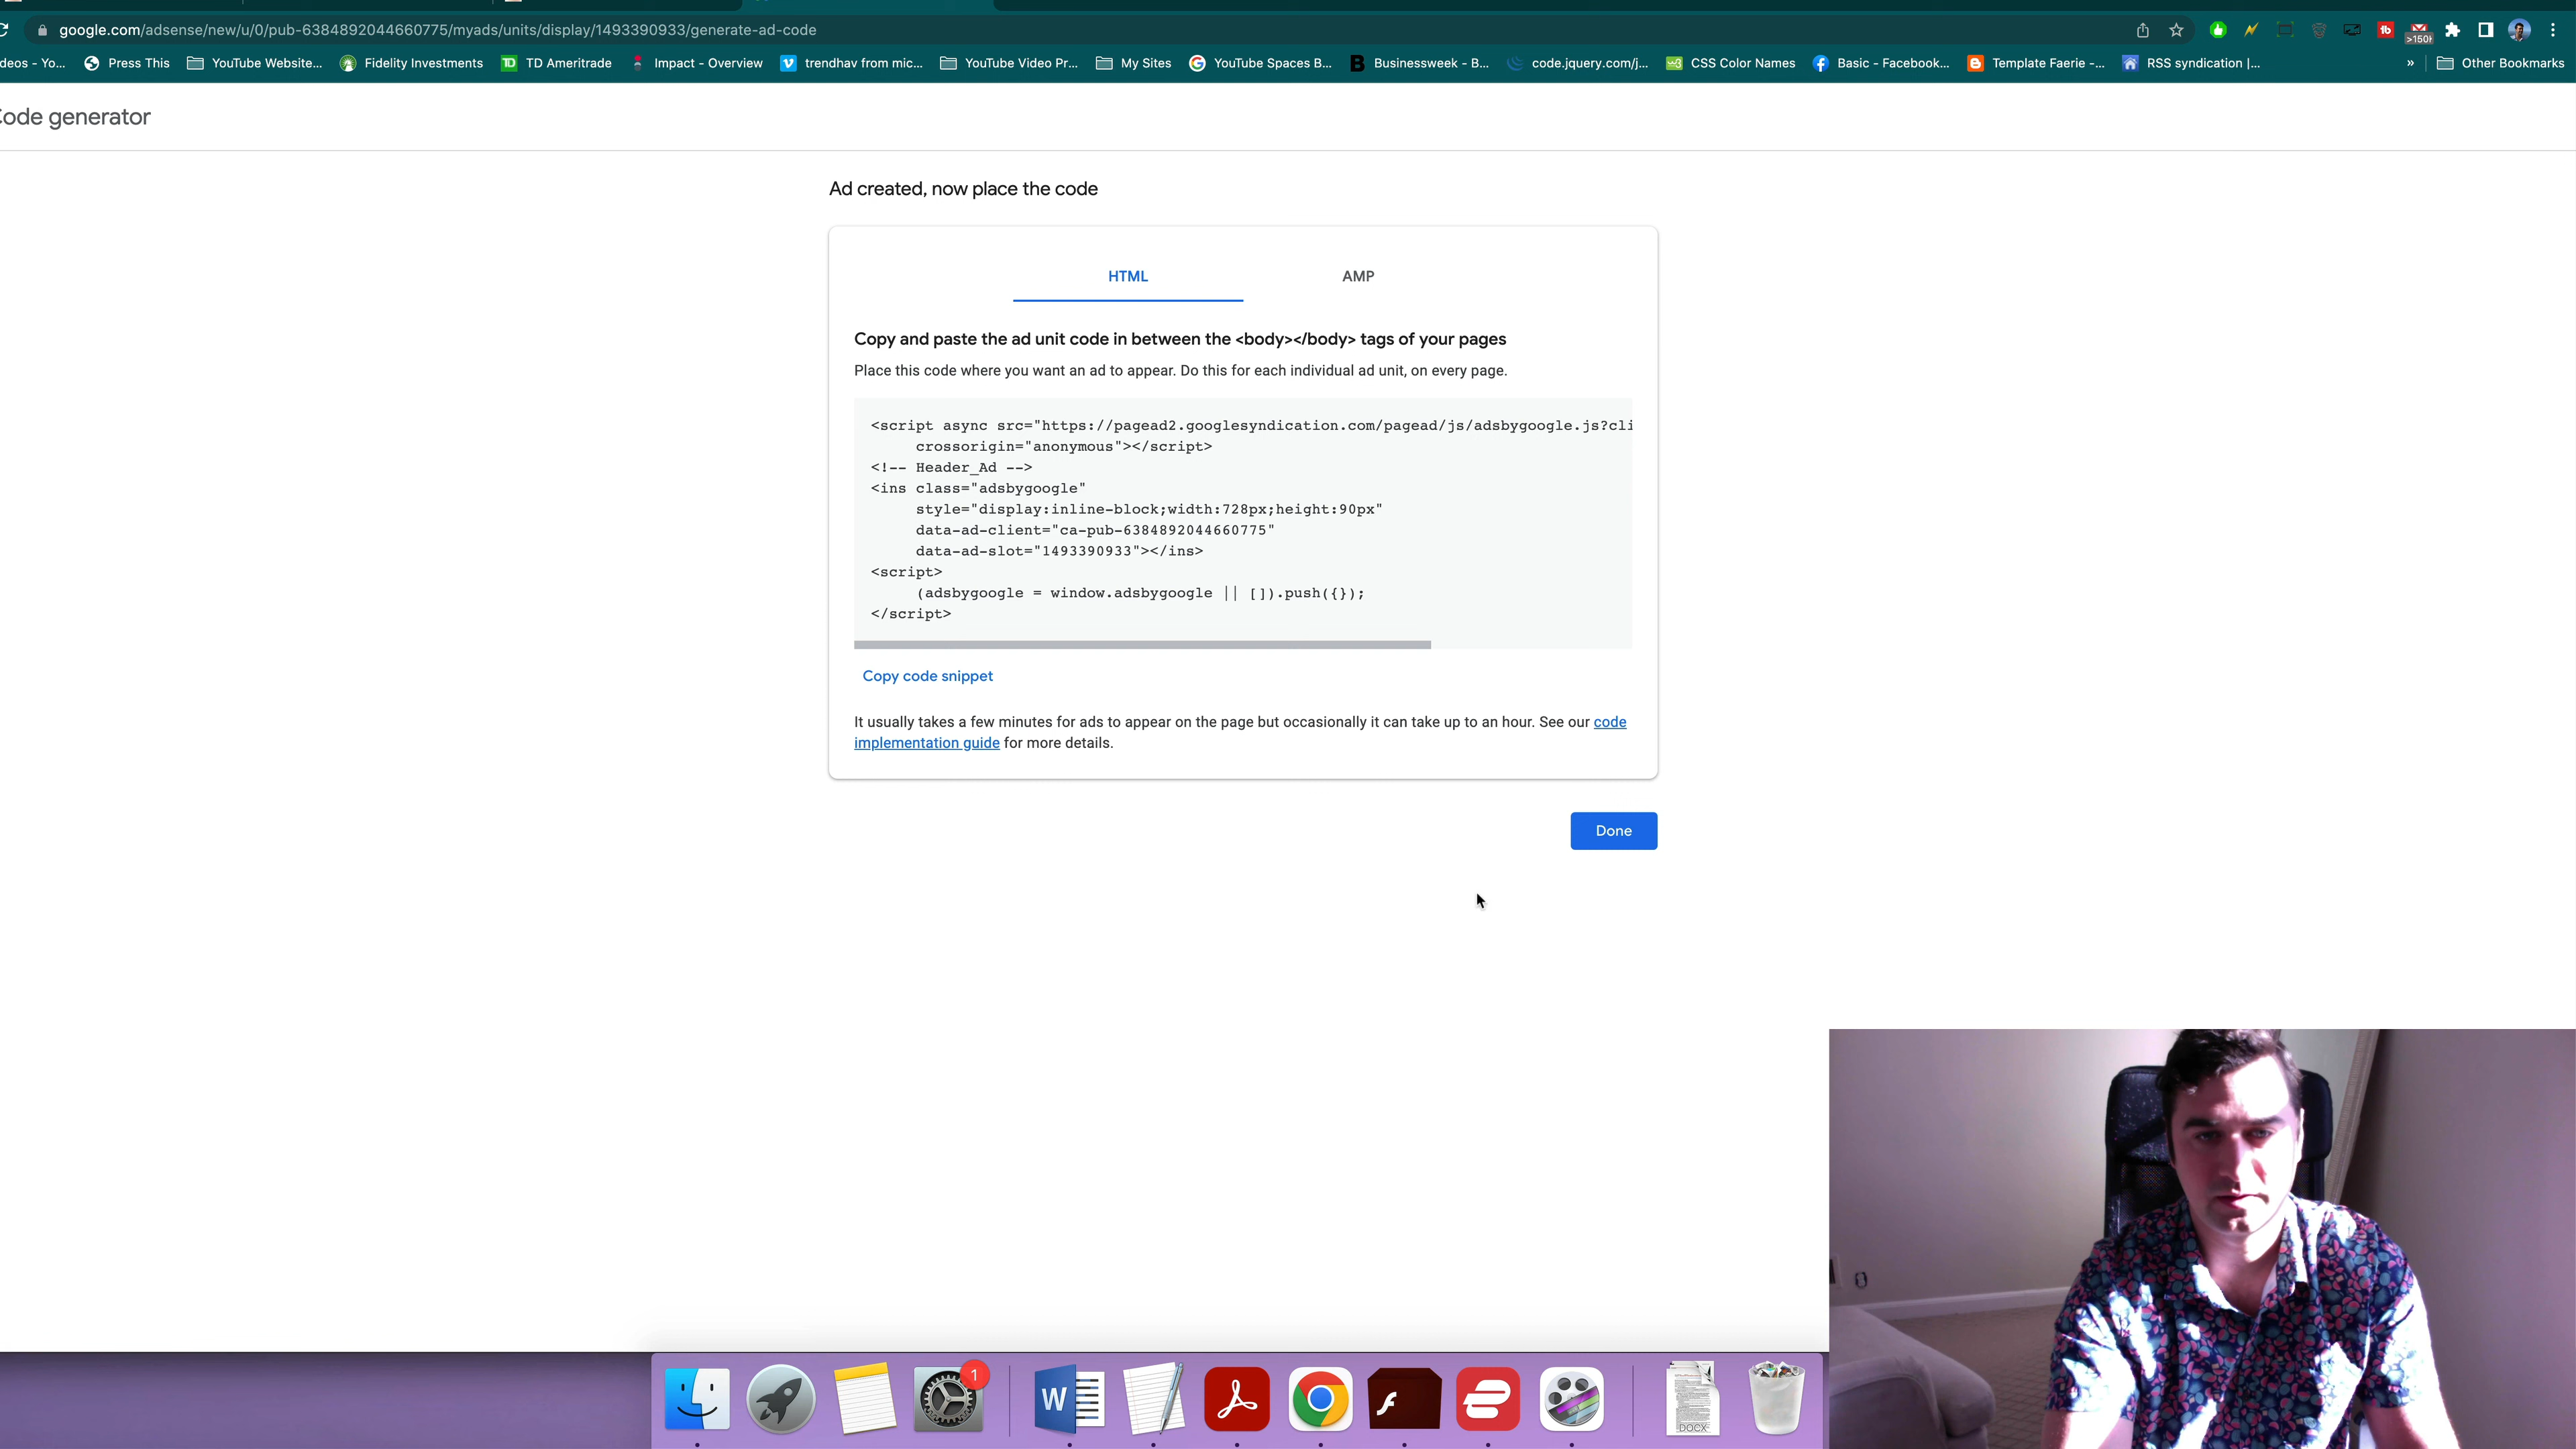 google.com/adsense/new/u/0/pub-6384892044660775/myads/units/display/1493390933/generate-ad-code
>150
deos - Yo... Press This YouTube Website... Fidelity Investments TD Ameritrade Impact - Overview trendhav from mic... YouTube Video Pr... My Sites YouTube Spaces B... Businessweek - B... code.jquery.com/j... CSS Color Names Basic - Facebook... Template Faerie -... RSS syndication |... » Other Bookmarks
Code generator
Ad created, now place the code
HTML AMP
Copy and paste the ad unit code in between the <body></body> tags of your pages
Place this code where you want an ad to appear. Do this for each individual ad unit, on every page.
<script async src="https://pagead2.googlesyndication.com/pagead/js/adsbygoogle.js?cli
crossorigin="anonymous"></script>
<!-- Header_Ad -->
<ins class="adsbygoogle"
style="display:inline-block;width:728px;height:90px"
data-ad-client="ca-pub-6384892044660775"
data-ad-slot="1493390933"></ins>
<script>
(adsbygoogle = window.adsbygoogle || []).push({});
</script>
Copy code snippet
It usually takes a few minutes for ads to appear on the page but occasionally it can take up to an hour. See our code
implementation guide for more details.
Done
1
W
DOCX